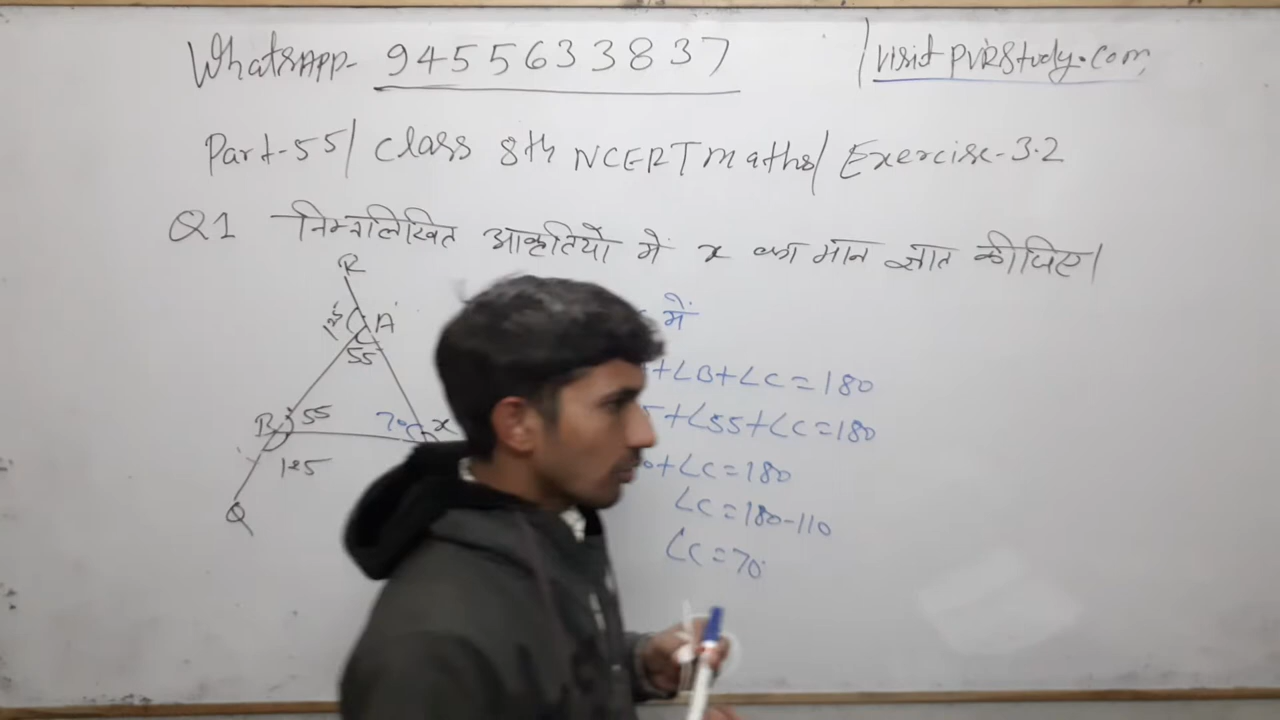 WhatsApp- 9455633837
visit PVRStudy.com
Part-55/ Class 8th NCERT maths/ Exercise-3.2
Q1 निम्नलिखित आकृतियों में x का मान ज्ञात कीजिए।
R
125
A
55
B
55
70
x
125
Q
में
+∠B+∠C=180
+∠55+∠C=180
+∠C=180
∠C=180-110
∠C=70